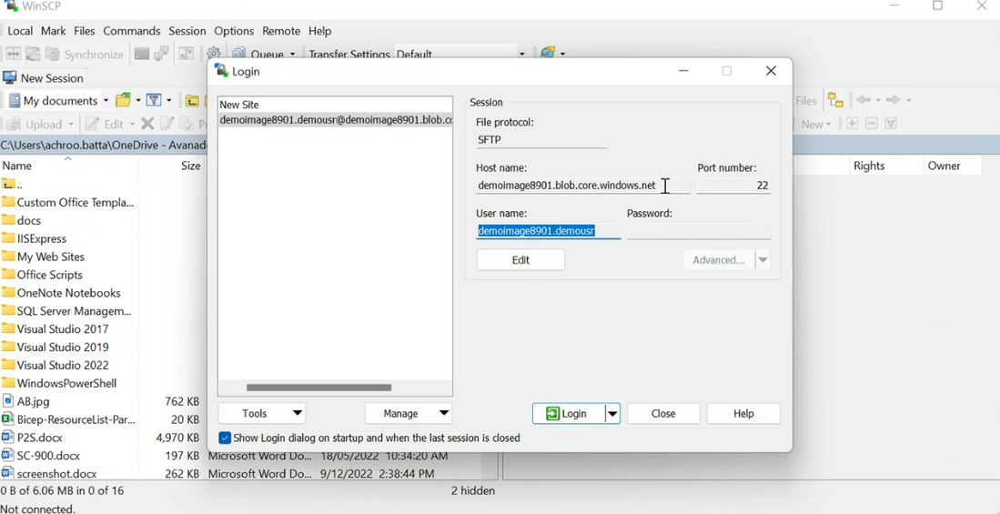 WinSCP
Local Mark Files Commands Session Options Remote Help
Synchronize Queue Transfer Settings Default
New Session
My documents
Files
Upload Edit
New
C:\Users\achroo.batta\OneDrive - Avanad
Name Size
Rights Owner
..
Custom Office Templa...
docs
IISExpress
My Web Sites
Office Scripts
OneNote Notebooks
SQL Server Managem...
Visual Studio 2017
Visual Studio 2019
Visual Studio 2022
WindowsPowerShell
AB.jpg 762 KB
Bicep-ResourceList-Par... 20 KB
P2S.docx 4,970 KB
SC-900.docx 197 KB Microsoft Word Do... 18/05/2022 10:34:20 AM
screenshot.docx 262 KB Microsoft Word Do... 9/12/2022 2:38:44 PM
0 B of 6.06 MB in 0 of 16
2 hidden
Not connected.
Login
New Site
demoimage8901.demousr@demoimage8901.blob.co
Session
File protocol:
SFTP
Host name: Port number:
demoimage8901.blob.core.windows.net 22
User name: Password:
demoimage8901.demousr
Edit Advanced...
Tools Manage Login Close Help
Show Login dialog on startup and when the last session is closed